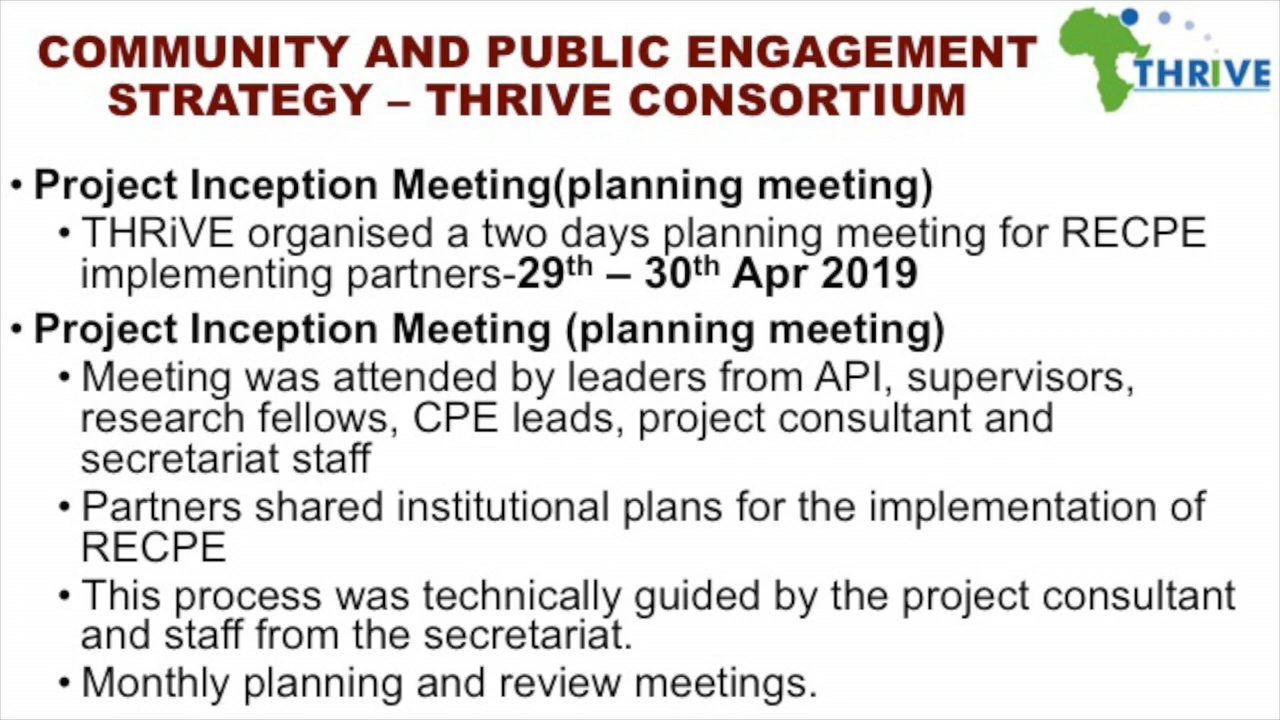 COMMUNITY AND PUBLIC ENGAGEMENT
STRATEGY – THRIVE CONSORTIUM
THRiVE
• Project Inception Meeting(planning meeting)
• THRiVE organised a two days planning meeting for RECPE
implementing partners-29th – 30th Apr 2019
• Project Inception Meeting (planning meeting)
• Meeting was attended by leaders from API, supervisors,
research fellows, CPE leads, project consultant and
secretariat staff
• Partners shared institutional plans for the implementation of
RECPE
• This process was technically guided by the project consultant
and staff from the secretariat.
• Monthly planning and review meetings.